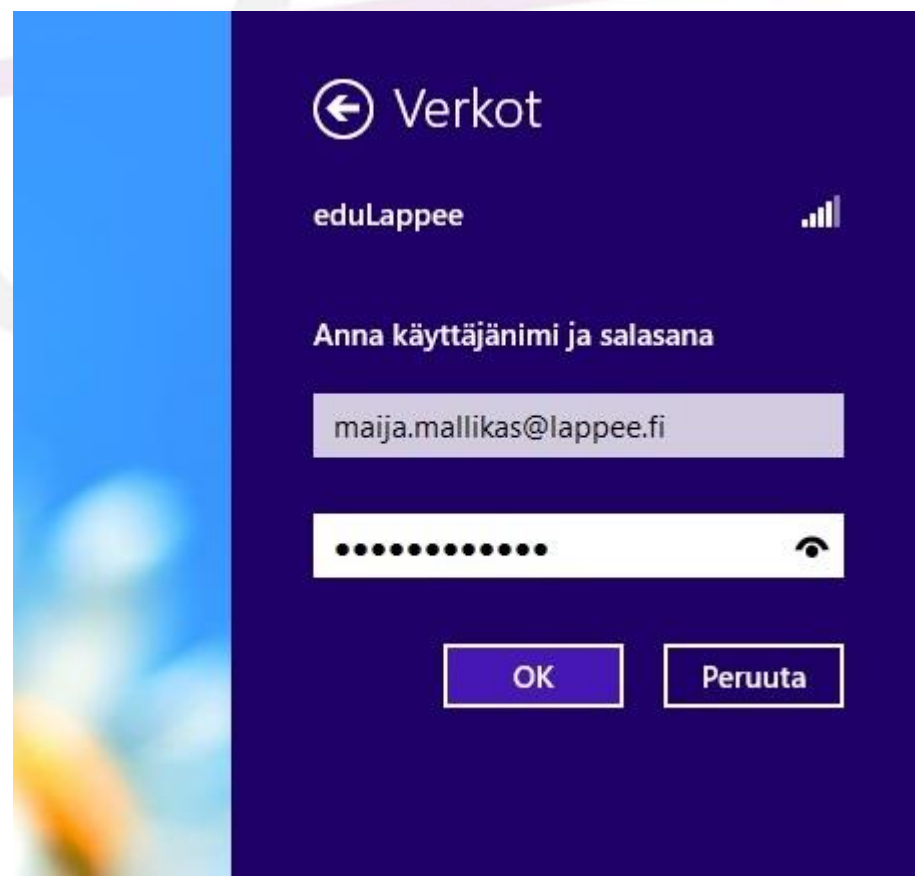 Verkot
eduLappee
Anna käyttäjänimi ja salasana
maija.mallikas@lappee.fi
●●●●●●●●●●●●
OK Peruuta